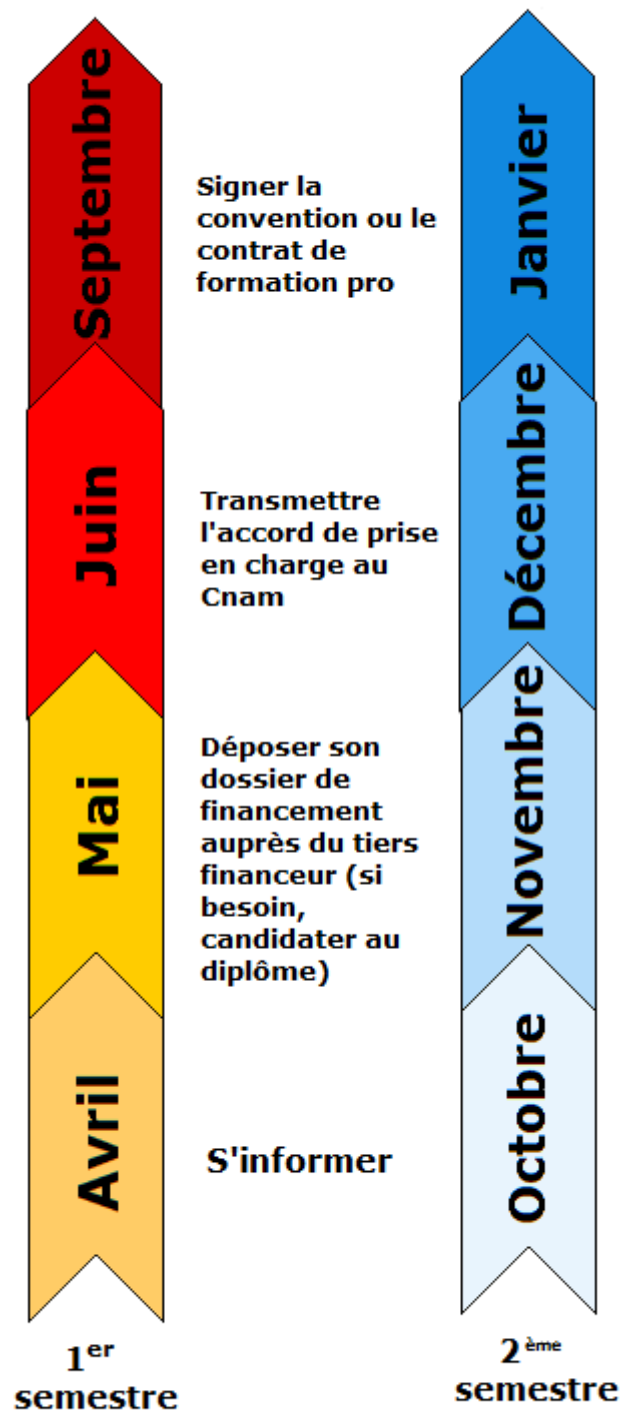 Septembre
Signer la
convention ou le
contrat de
formation pro
Janvier
Juin
Transmettre
l'accord de prise
en charge au
Cnam
Décembre
Mai
Déposer son
dossier de
financement
auprès du tiers
financeur (si
besoin,
candidater au
diplôme)
Novembre
Avril
S'informer
Octobre
1er
semestre
2ème
semestre